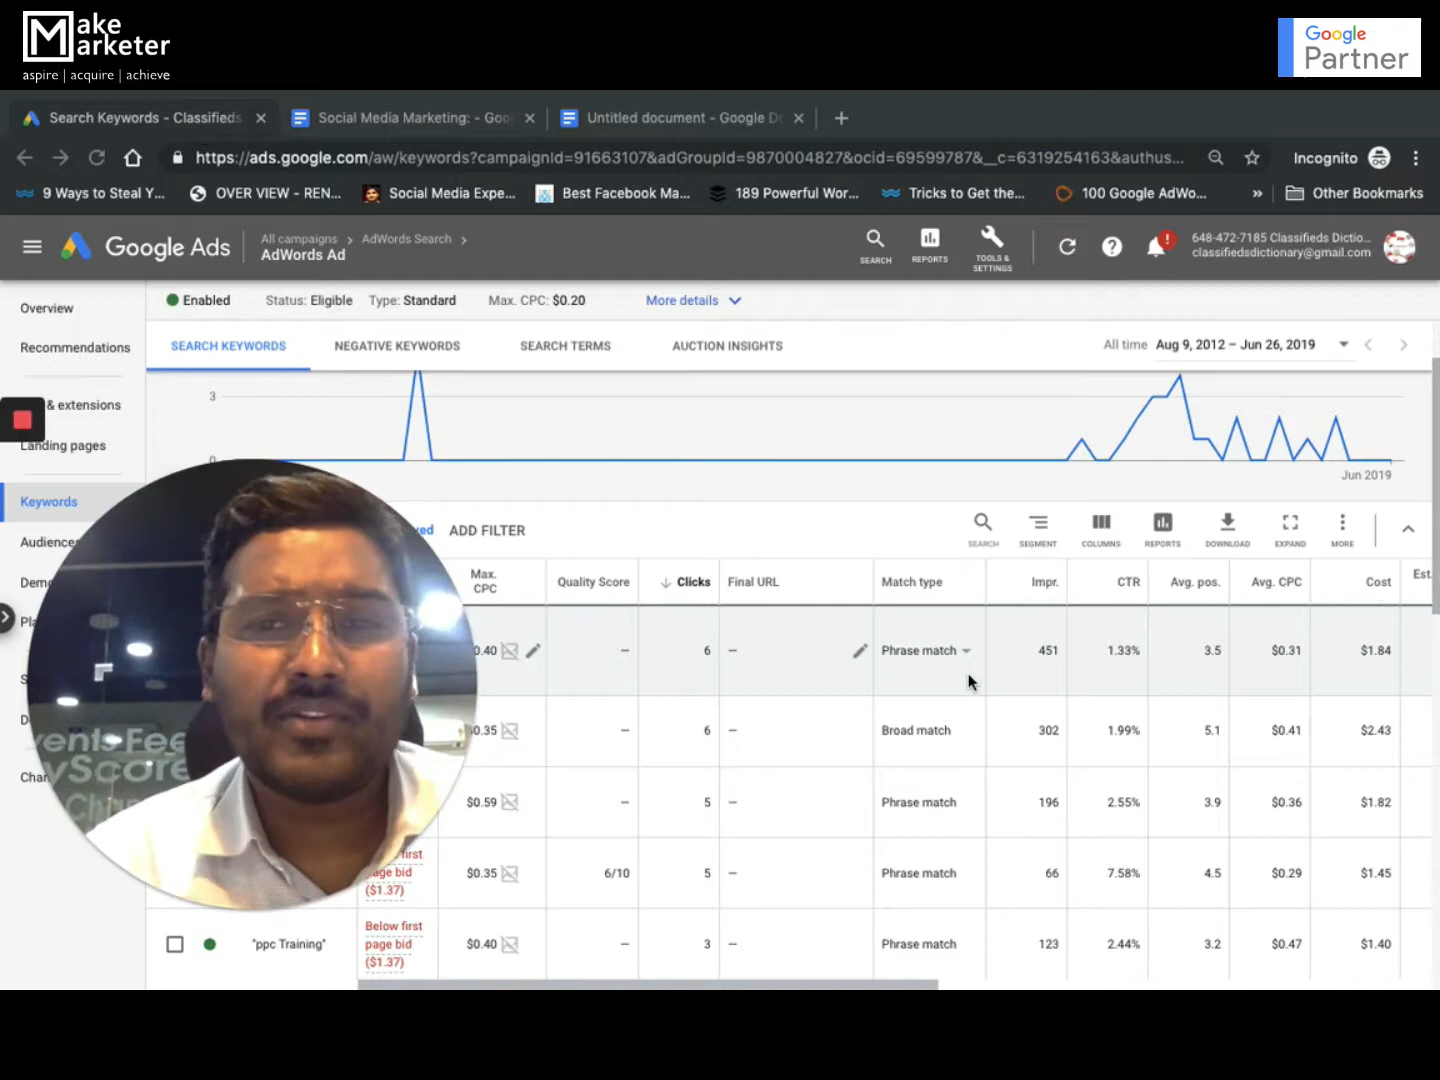 Make
Marketer
aspire | acquire | achieve
Google
Partner
Search Keywords - Classifieds
Social Media Marketing: - Goo
Untitled document - Google Do
https://ads.google.com/aw/keywords?campaignId=91663107&adGroupId=9870004827&ocid=69599787&__c=6319254163&authus...
Incognito
9 Ways to Steal Y...
OVER VIEW - REN...
Social Media Expe...
Best Facebook Ma...
189 Powerful Wor...
Tricks to Get the...
100 Google AdWo...
»
Other Bookmarks
Google Ads
All campaigns > AdWords Search >
AdWords Ad
SEARCH
REPORTS
TOOLS &
SETTINGS
648-472-7185 Classifieds Dictio...
classifiedsdictionary@gmail.com
Overview
Recommendations
& extensions
Landing pages
Keywords
Audiences
Enabled Status: Eligible Type: Standard Max. CPC: $0.20 More details
SEARCH KEYWORDS NEGATIVE KEYWORDS SEARCH TERMS AUCTION INSIGHTS
All time Aug 9, 2012 – Jun 26, 2019
3
0
Jun 2019
ADD FILTER
SEARCH SEGMENT COLUMNS REPORTS DOWNLOAD EXPAND MORE
Max.
CPC
Quality Score Clicks Final URL Match type Impr. CTR Avg. pos. Avg. CPC Cost Est.
0.40 – 6 – Phrase match 451 1.33% 3.5 $0.31 $1.84
0.35 – 6 – Broad match 302 1.99% 5.1 $0.41 $2.43
$0.59 – 5 – Phrase match 196 2.55% 3.9 $0.36 $1.82
first
page bid
($1.37)
$0.35 6/10 5 – Phrase match 66 7.58% 4.5 $0.29 $1.45
"ppc Training"
Below first
page bid
($1.37)
$0.40 – 3 – Phrase match 123 2.44% 3.2 $0.47 $1.40